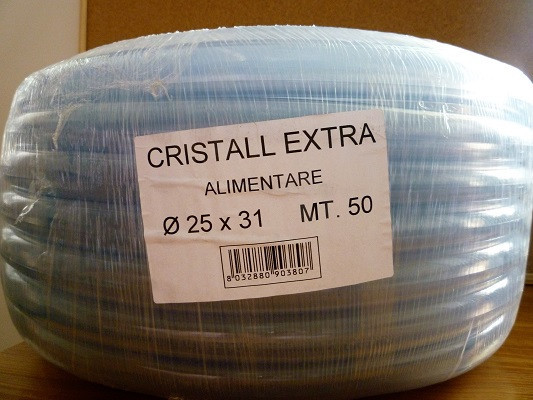 CRISTALL EXTRA
ALIMENTARE
Ø 25 x 31 MT. 50
8 032880 903807